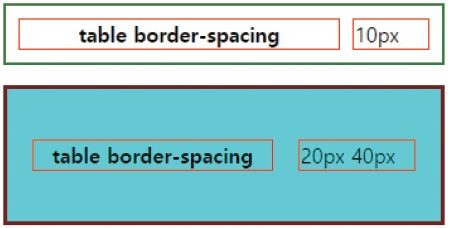 table border-spacing 10px
table border-spacing 20px 40px